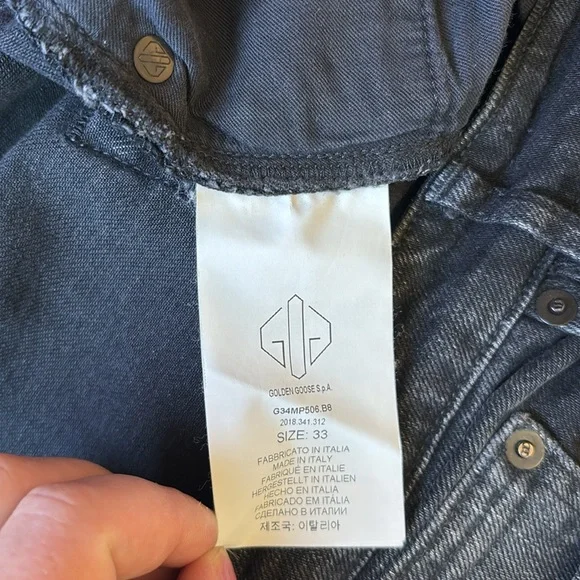 GOLDEN GOOSE S.p.A.
G34MP506.B8
2018.341.312
SIZE: 33
FABBRICATO IN ITALIA
MADE IN ITALY
FABRIQUÉ EN ITALIE
HERGESTELLT IN ITALIEN
HECHO EN ITALIA
FABRICADO EM ITÁLIA
СДЕЛАНО В ИТАЛИИ
제조국: 이탈리아